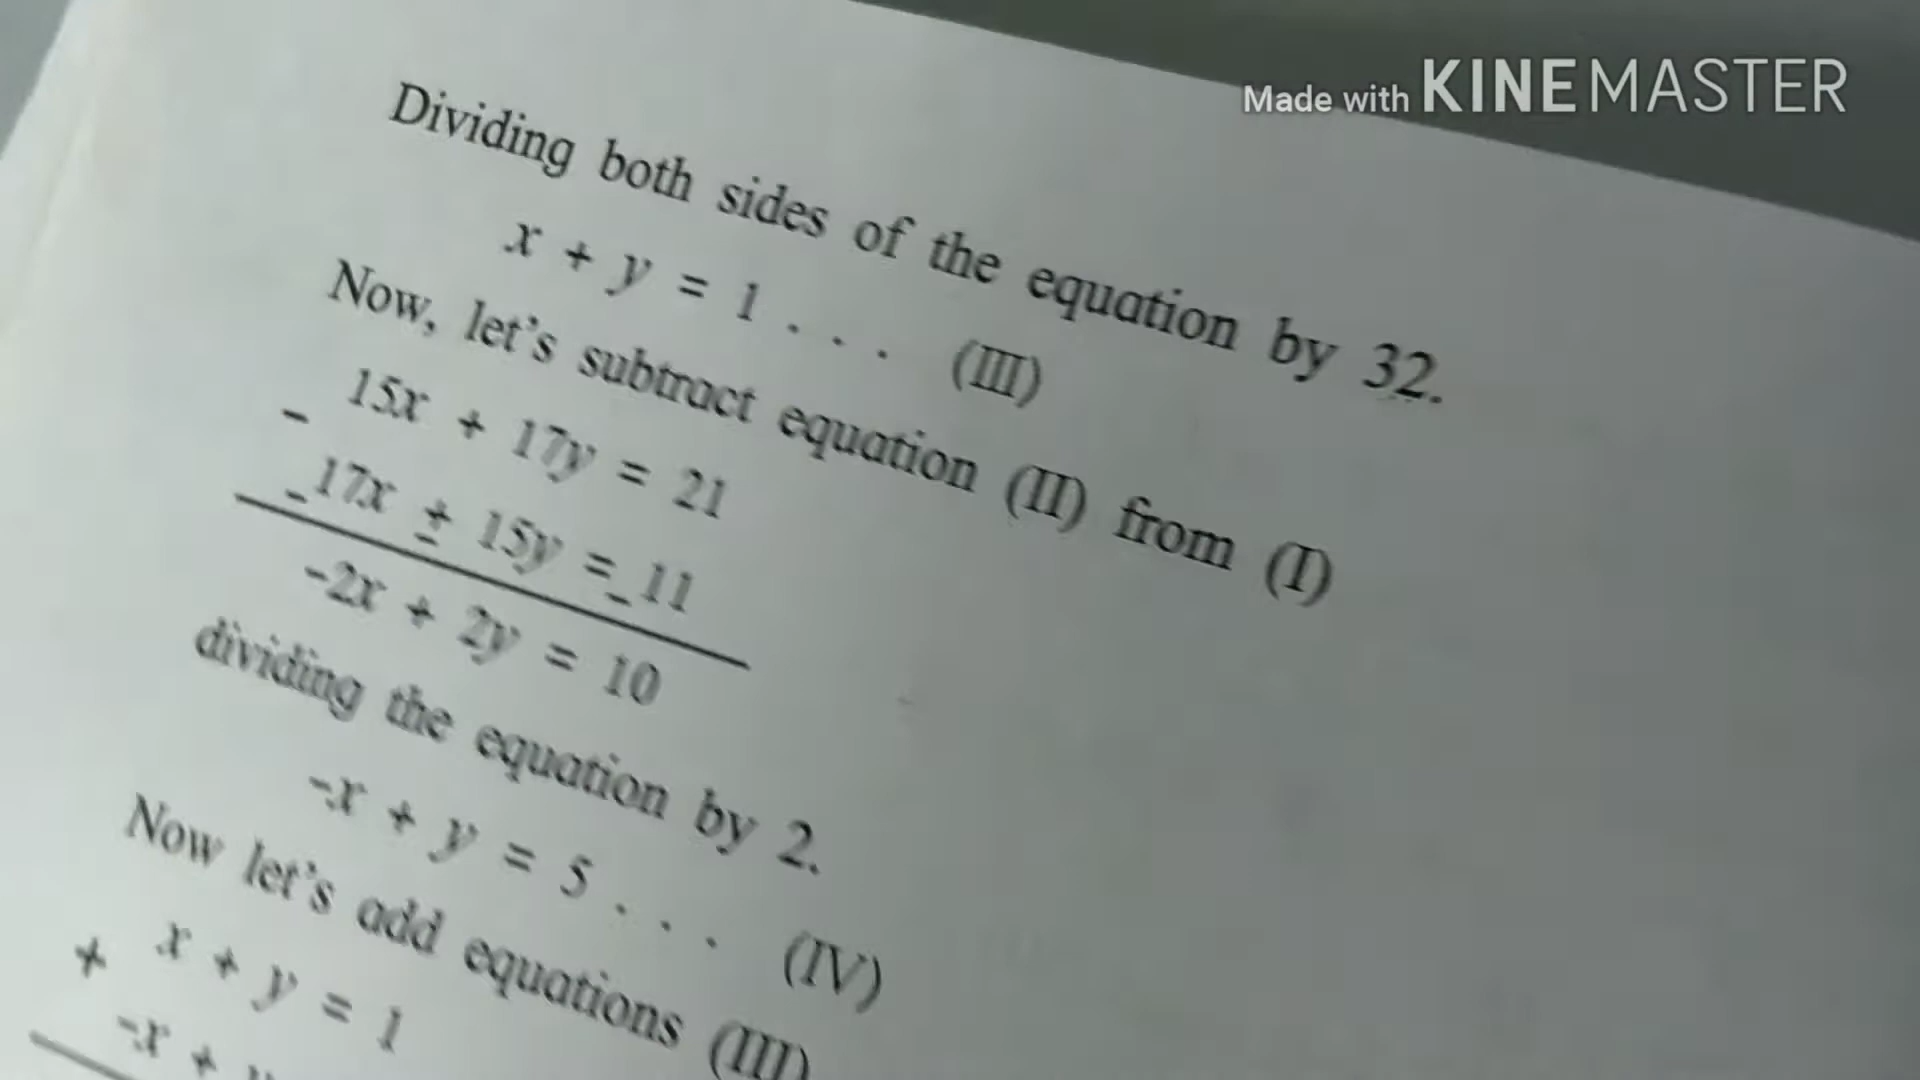 Made with KINEMASTER
Dividing both sides of the equation by 32.
x + y = 1 . . . (III)
Now, let's subtract equation (II) from (I)
15x + 17y = 21
- -17x ± 15y = -11
-2x + 2y = 10
dividing the equation by 2.
-x + y = 5 . . . (IV)
Now let's add equations (III)
x + y = 1
+ -x +